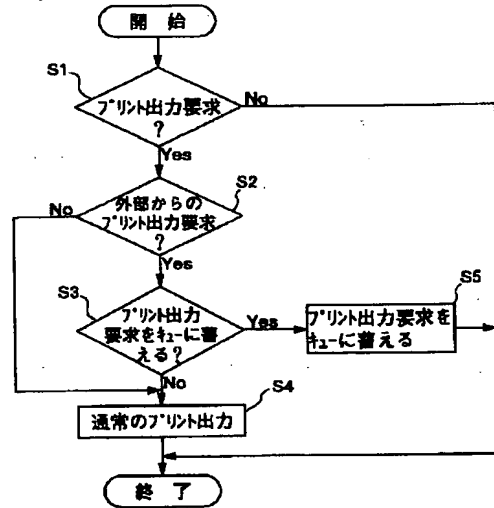 開始
S1
プリント出力要求
?
No
Yes
S2
外部からの
プリント出力要求
?
No
Yes
S3
プリント出力
要求をキューに蓄
える?
Yes
S5
プリント出力要求を
キューに蓄える
No
S4
通常のプリント出力
終了